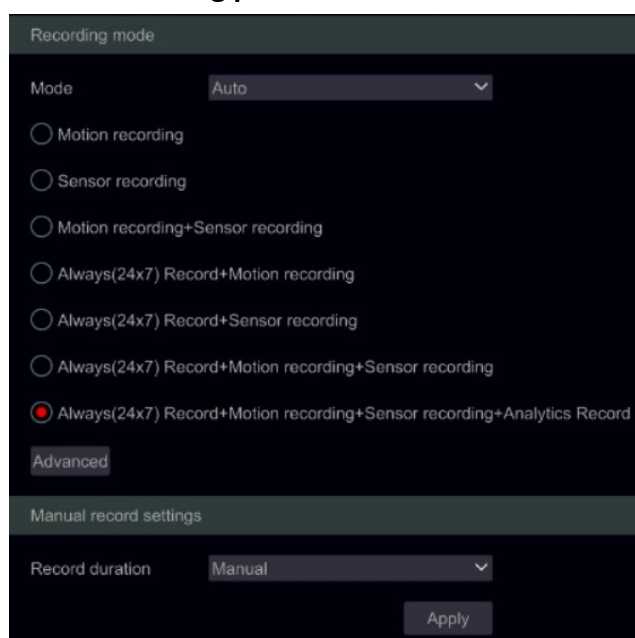 Recording mode
Mode Auto
Motion recording
Sensor recording
Motion recording+Sensor recording
Always(24x7) Record+Motion recording
Always(24x7) Record+Sensor recording
Always(24x7) Record+Motion recording+Sensor recording
Always(24x7) Record+Motion recording+Sensor recording+Analytics Record
Advanced
Manual record settings
Record duration Manual
Apply